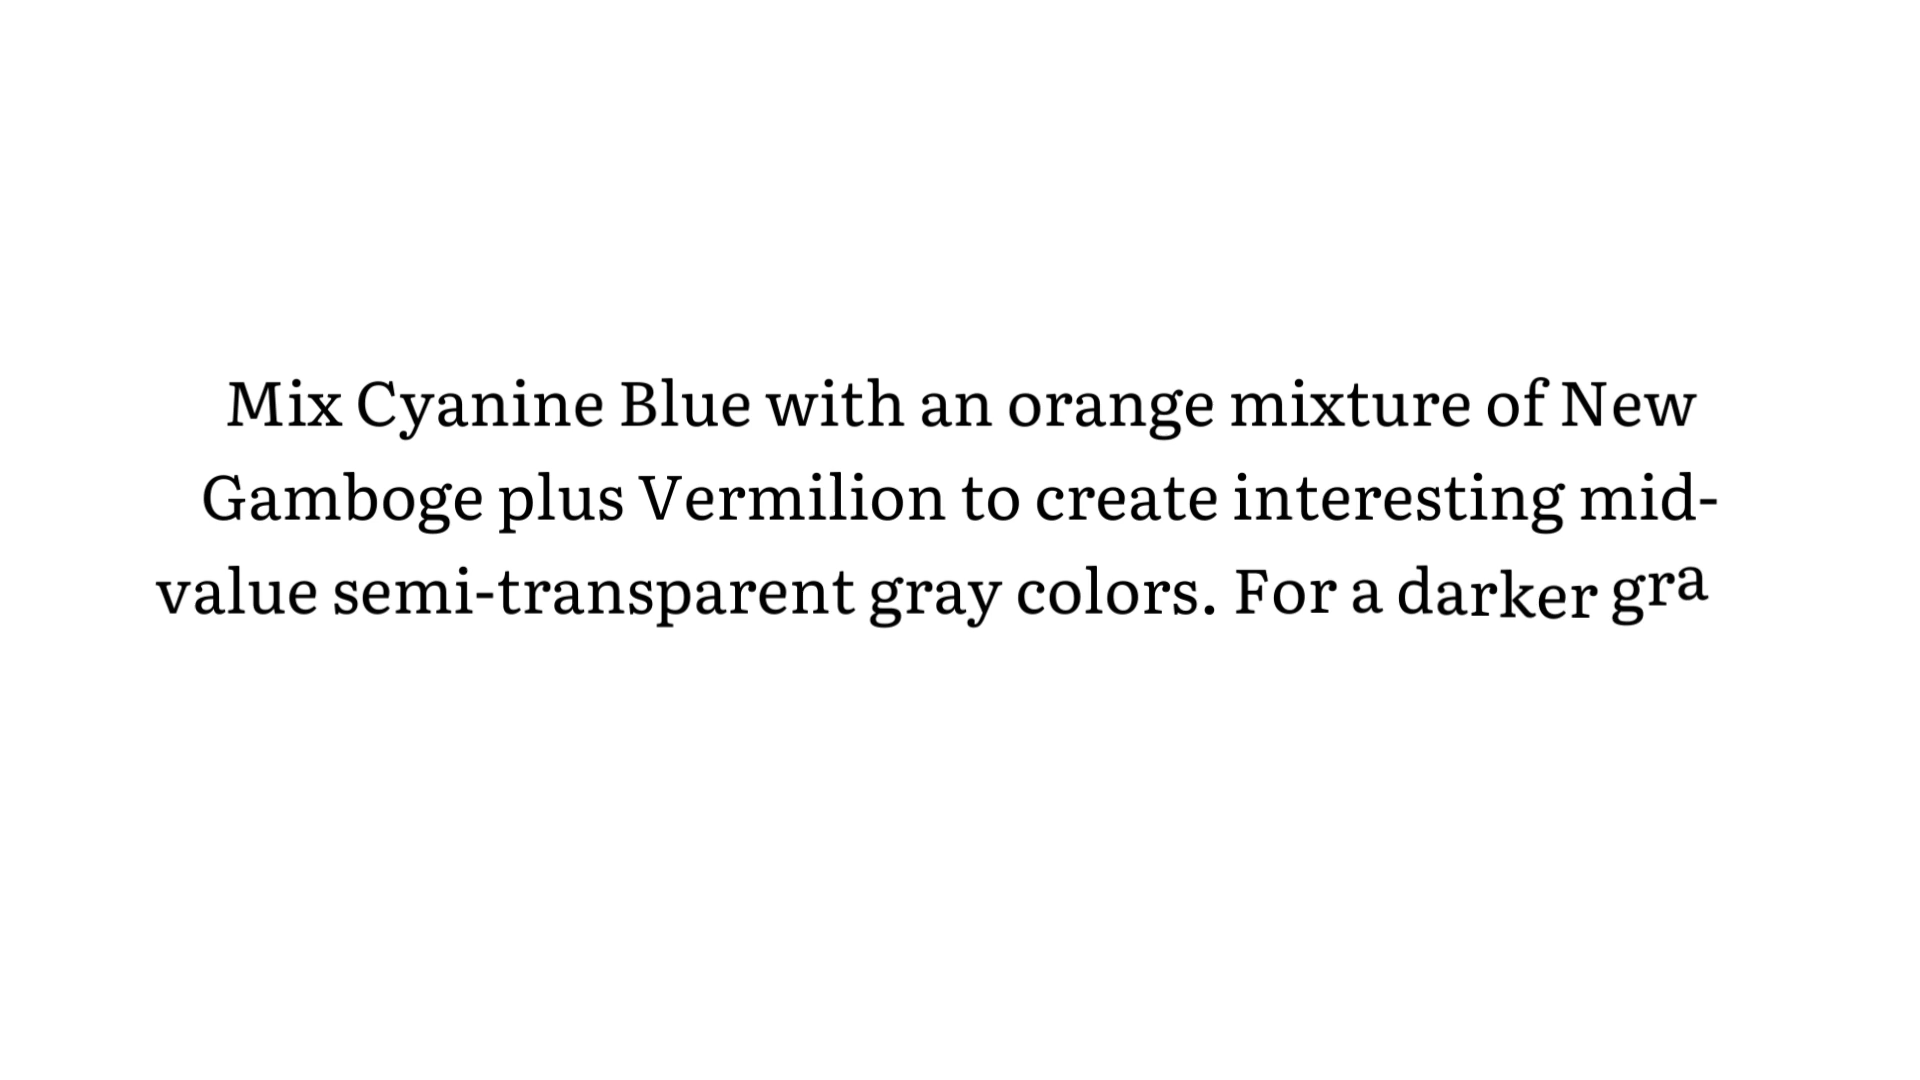 Mix Cyanine Blue with an orange mixture of New
Gamboge plus Vermilion to create interesting mid-
value semi-transparent gray colors. For a darker gra